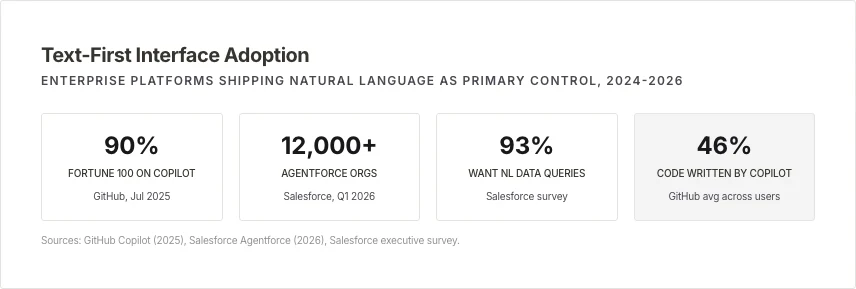 Text-First Interface Adoption
ENTERPRISE PLATFORMS SHIPPING NATURAL LANGUAGE AS PRIMARY CONTROL, 2024-2026
90%
FORTUNE 100 ON COPILOT
GitHub, Jul 2025
12,000+
AGENTFORCE ORGS
Salesforce, Q1 2026
93%
WANT NL DATA QUERIES
Salesforce survey
46%
CODE WRITTEN BY COPILOT
GitHub avg across users
Sources: GitHub Copilot (2025), Salesforce Agentforce (2026), Salesforce executive survey.